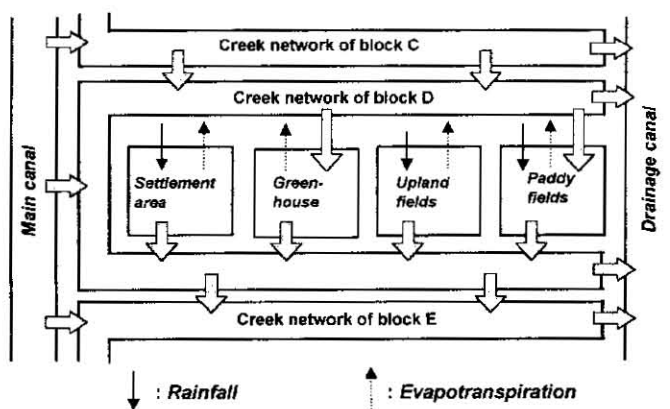 Creek network of block C
Creek network of block D
Main canal
Settlement
area
Green-
house
Upland
fields
Paddy
fields
Drainage canal
Creek network of block E
: Rainfall
: Evapotranspiration